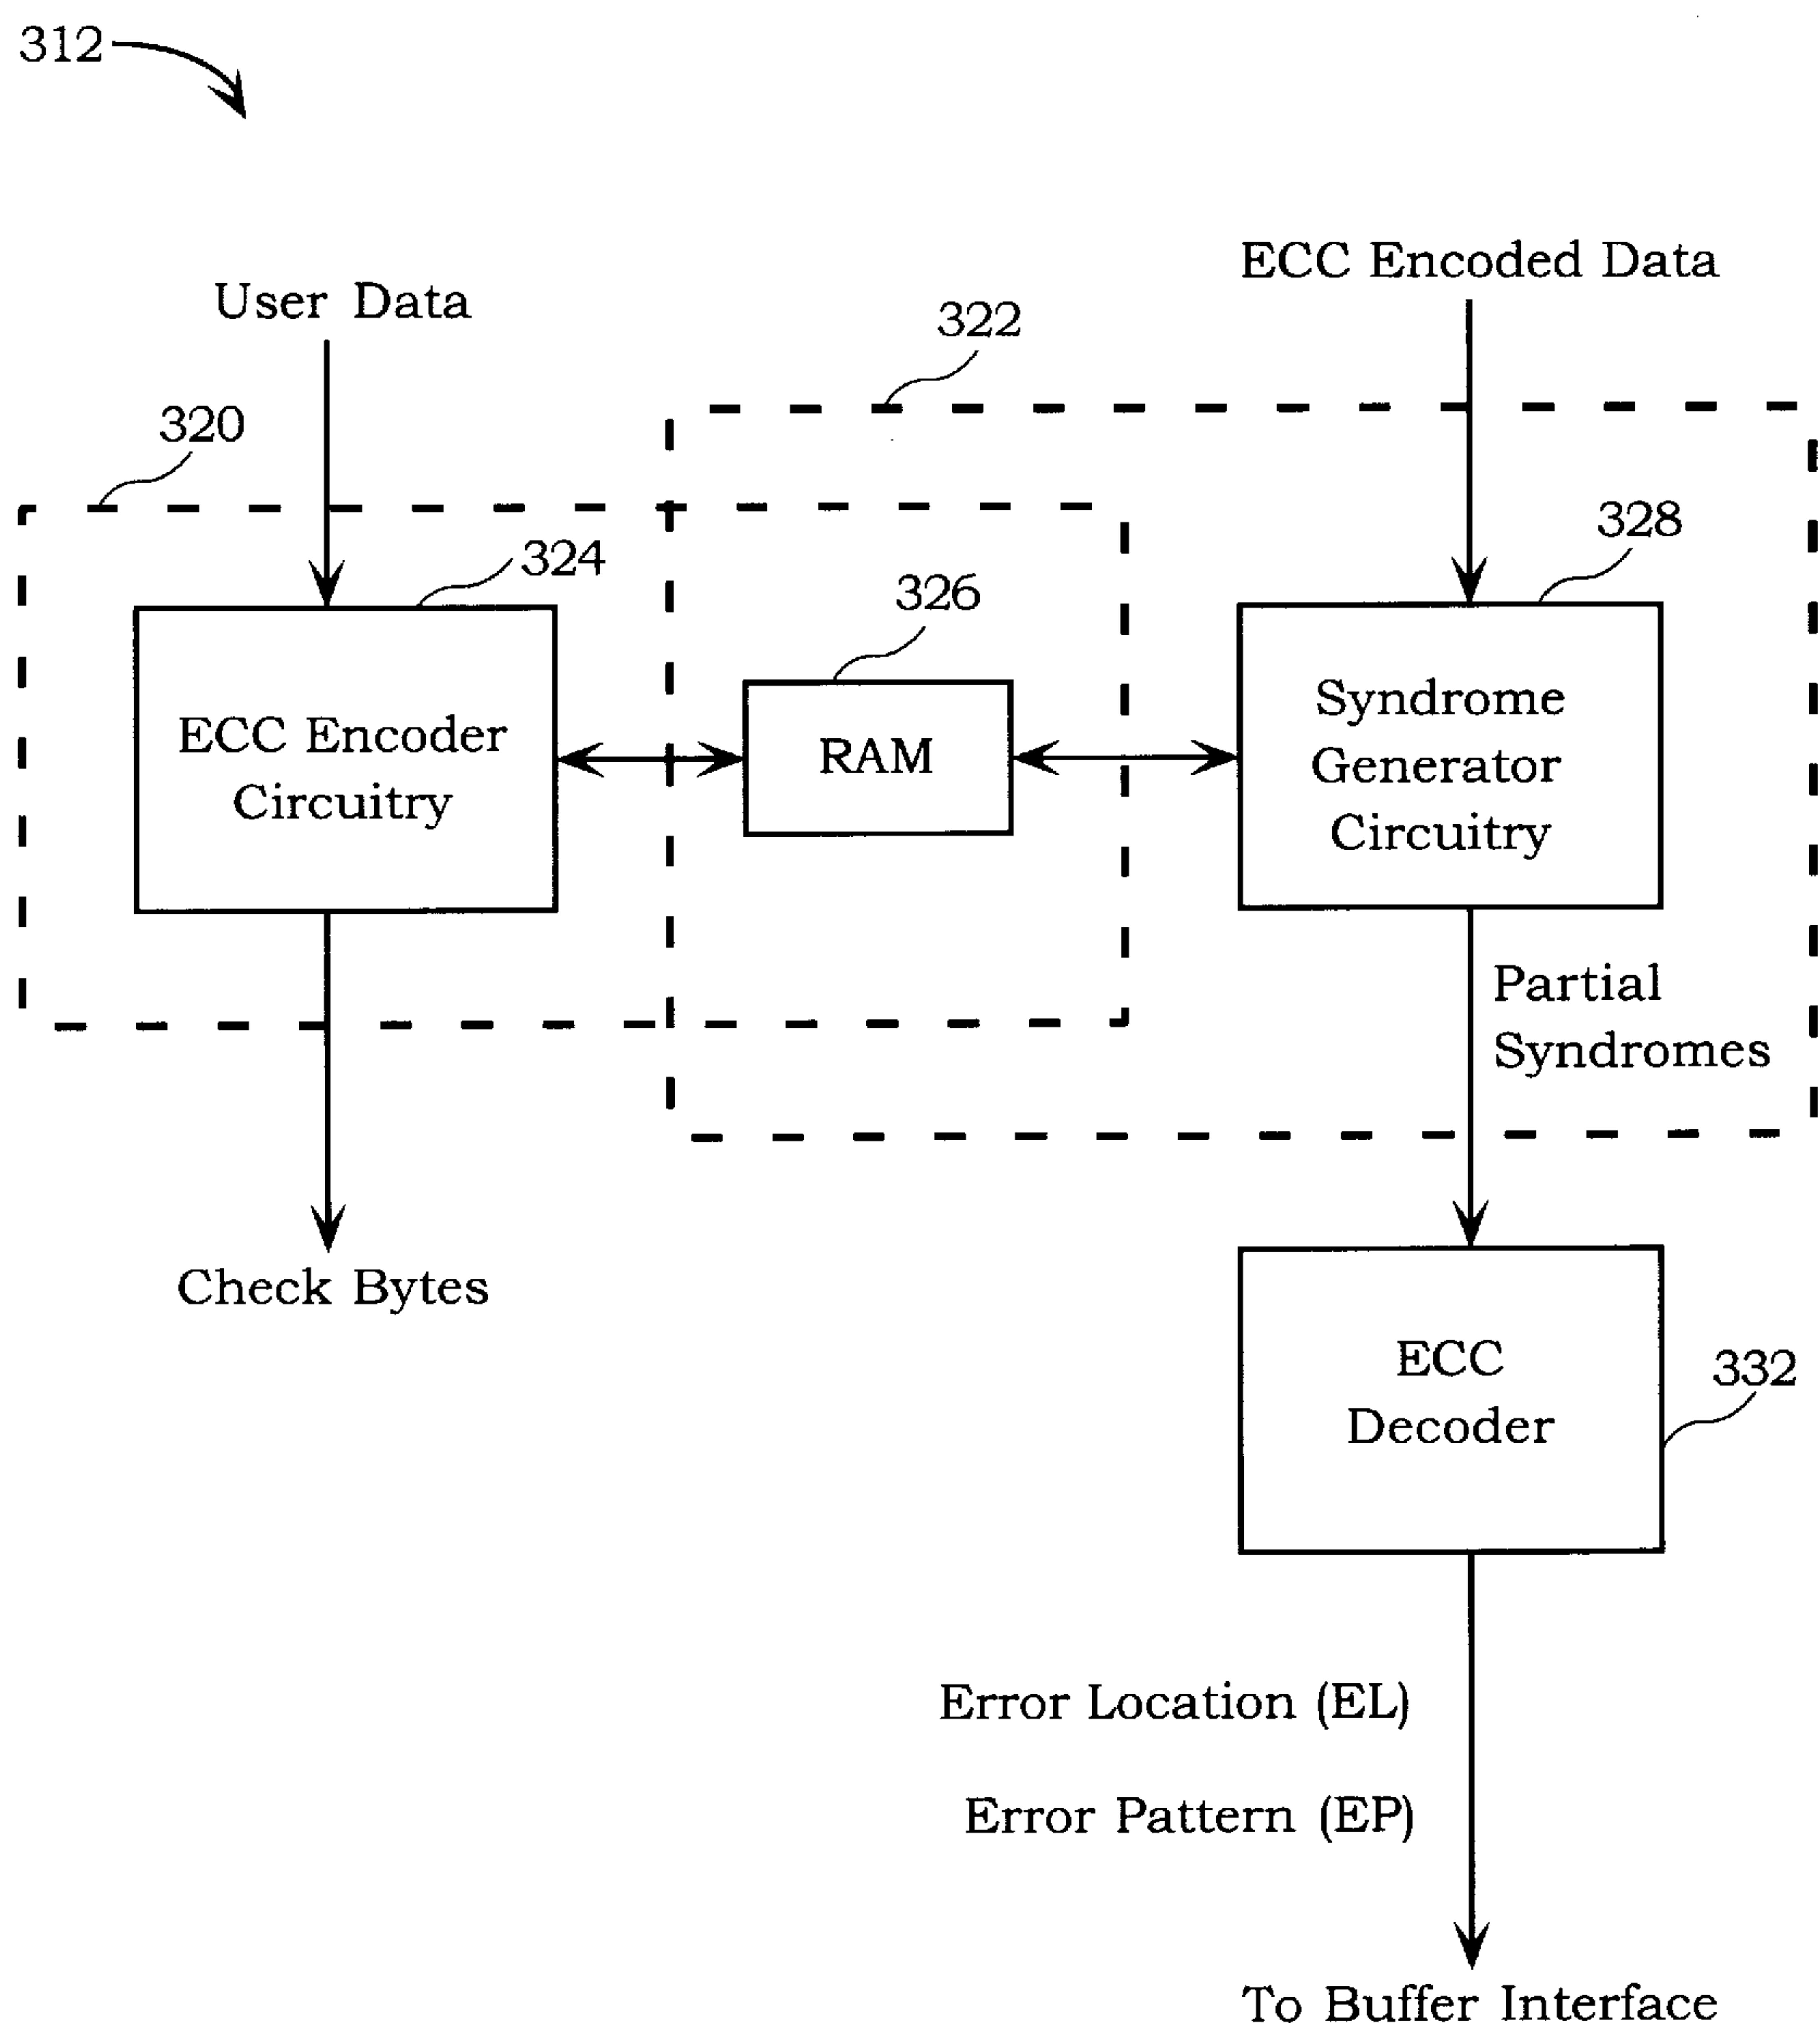 312
ECC Encoded Data
User Data
322
320
328
324
326
ECC Encoder
Circuitry
RAM
Syndrome
Generator
Circuitry
Partial
Syndromes
Check Bytes
ECC
Decoder
332
Error Location (EL)
Error Pattern (EP)
To Buffer Interface